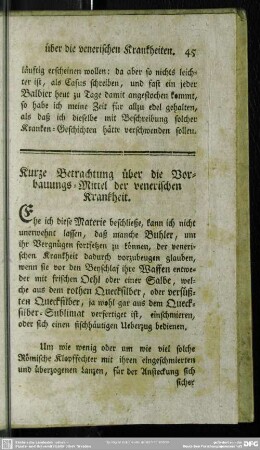 über die venerischen Krankheiten. 45
läuftig erscheinen wollen: da aber so nichts leich-
ter ist, als Casus schreiben, und fast ein jeder
Balbier heut zu Tage damit angestochen kommt,
so habe ich meine Zeit für allzu edel gehalten,
als daß ich dieselbe mit Beschreibung solcher
Kranken-Geschichten hätte verschwenden sollen.
Kurze Betrachtung über die Vor-
bauungs-Mittel der venerischen
Krankheit.
Ehe ich diese Materie beschließe, kann ich nicht
unerwehnt lassen, daß manche Buhler, um
ihr Vergnügen fortsetzen zu können, der veneri-
schen Krankheit dadurch vorzubeugen glauben,
wenn sie vor den Beyschlaf ihre Waffen entwe-
der mit frischen Oehl oder einer Salbe, wel-
che aus dem rothen Quecksilber, oder versüß-
ten Quecksilber, ja wohl gar aus dem Queck-
silber-Sublimat verfertiget ist, einschmieren,
oder sich einen fischhäutigen Ueberzug bedienen.
Um wie wenig oder um wie viel solche
Römische Klopffechter mit ihren eingeschmierten
und überzogenen Lanzen, für der Ansteckung sich
sicher
DFG